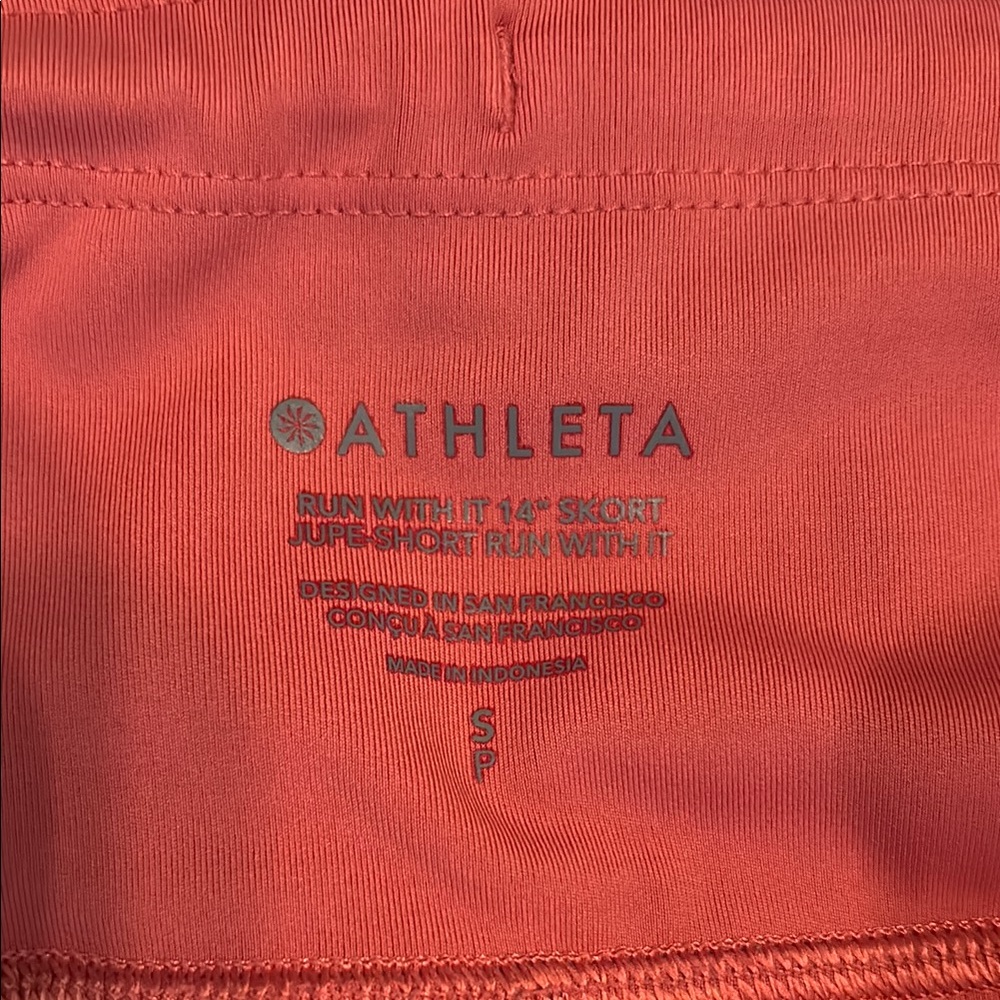 ATHLETA
RUN WITH IT 14" SKORT
JUPE-SHORT RUN WITH IT
DESIGNED IN SAN FRANCISCO
CONÇU À SAN FRANCISCO
MADE IN INDONESIA
S
P